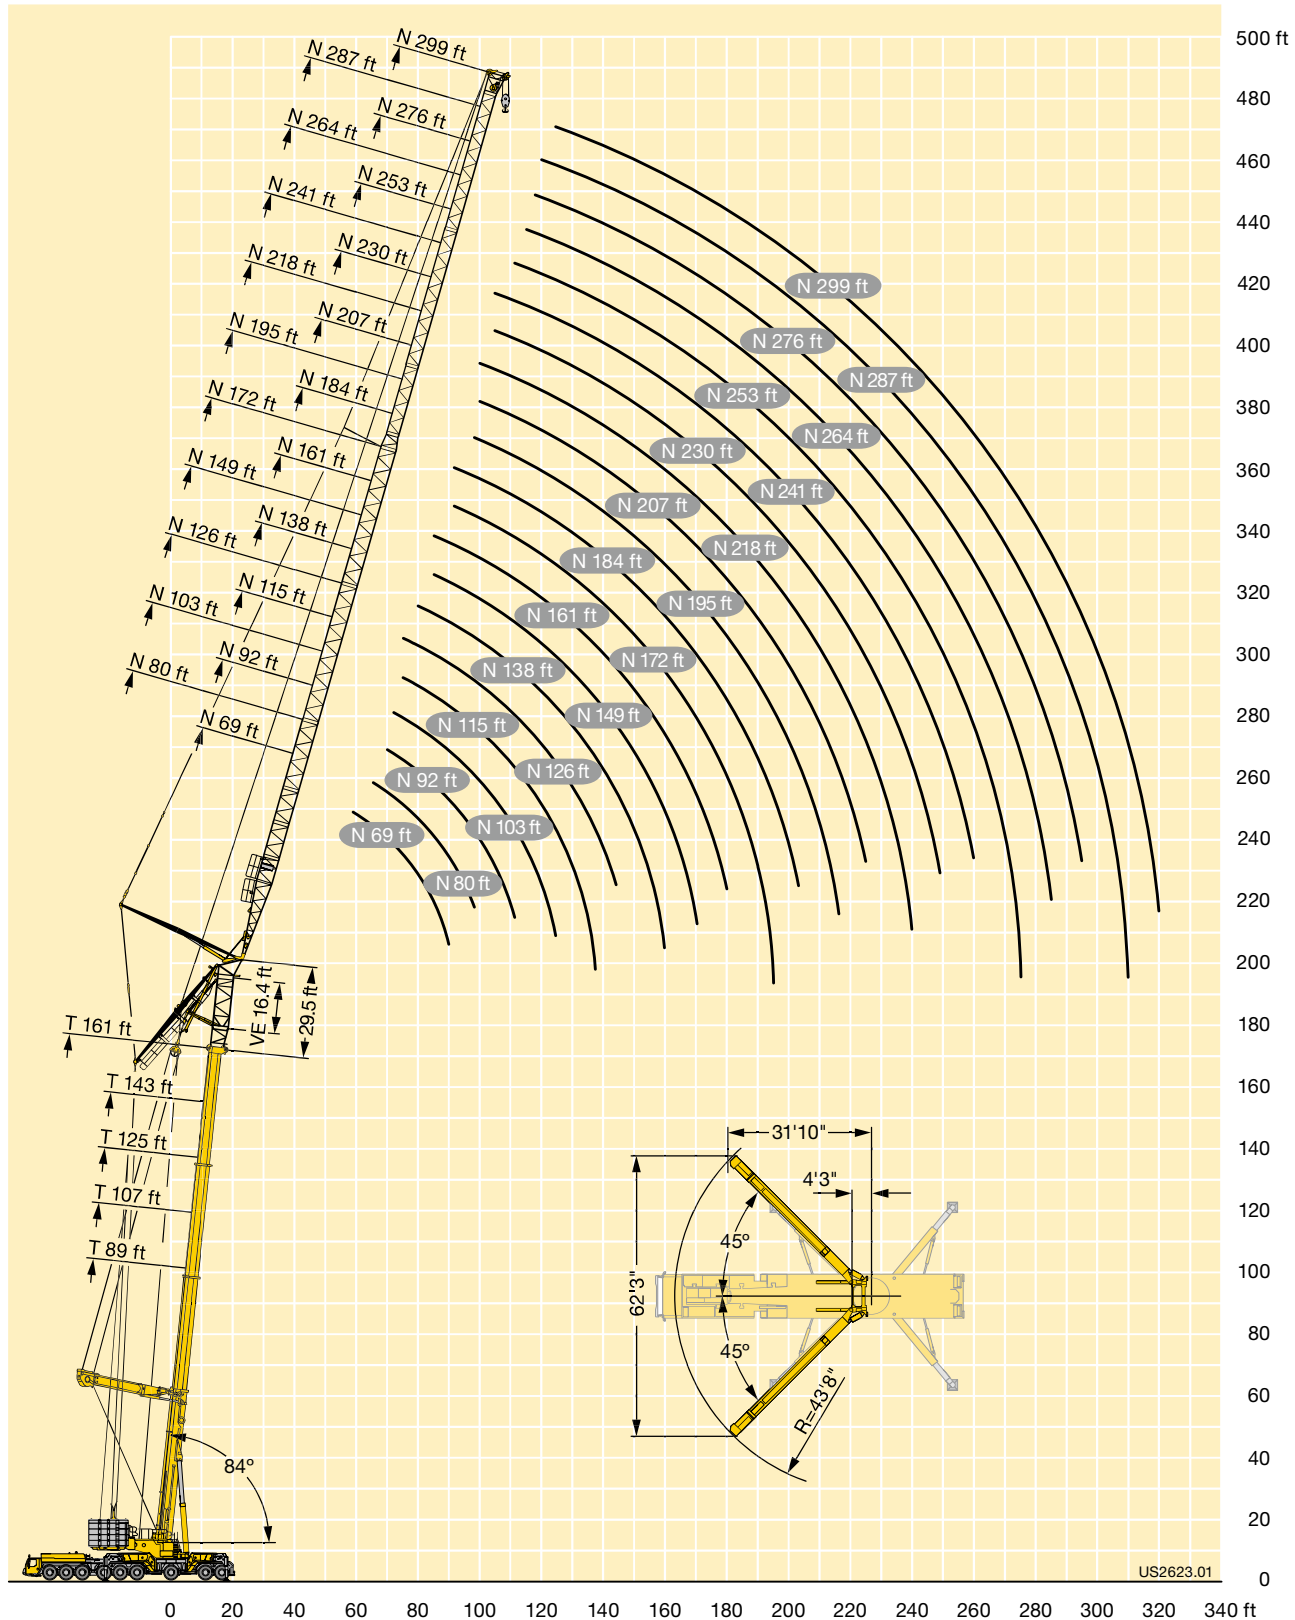 500 ft
480
460
440
420
400
380
360
340
320
300
280
260
240
220
200
180
160
140
120
100
80
60
40
20
0
N 299 ft
N 287 ft
N 276 ft
N 264 ft
N 253 ft
N 241 ft
N 230 ft
N 218 ft
N 207 ft
N 195 ft
N 184 ft
N 172 ft
N 161 ft
N 149 ft
N 138 ft
N 126 ft
N 115 ft
N 103 ft
N 92 ft
N 80 ft
N 69 ft
N 299 ft
N 276 ft
N 287 ft
N 253 ft
N 264 ft
N 230 ft
N 241 ft
N 207 ft
N 218 ft
N 184 ft
N 195 ft
N 161 ft
N 172 ft
N 138 ft
N 149 ft
N 115 ft
N 126 ft
N 92 ft
N 103 ft
N 69 ft
N 80 ft
VE 16.4 ft
29.5 ft
T 161 ft
T 143 ft
T 125 ft
T 107 ft
T 89 ft
84°
31'10"
4'3"
45°
62'3"
45°
R=43'8"
US2623.01
0 20 40 60 80 100 120 140 160 180 200 220 240 260 280 300 320 340 ft